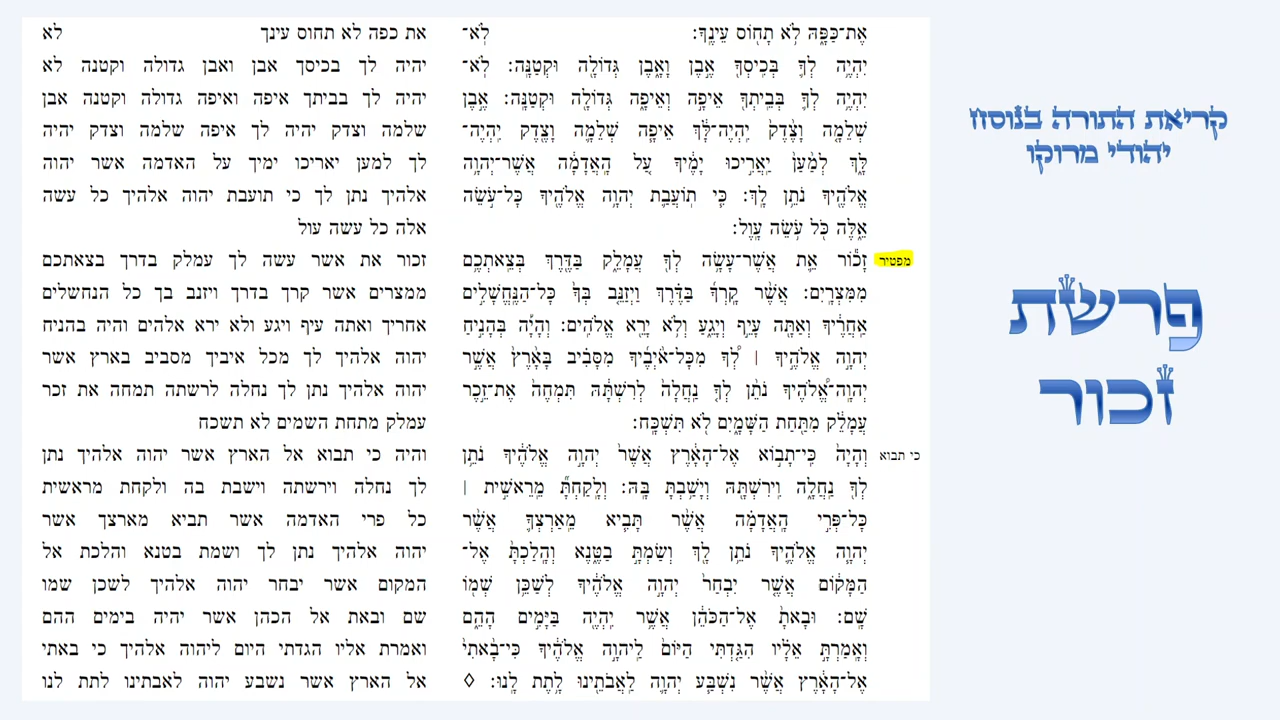 קריאת התורה בנוסח
יהודי מרוקו
פרשת
זכור
אֶת־כַּפָּ֑הּ לֹ֥א תָח֖וֹס עֵינֶֽךָ׃ לֹֽא־
יִהְיֶ֥ה לְךָ֛ בְּכִֽיסְךָ֖ אֶ֣בֶן וָאָ֑בֶן גְּדוֹלָ֖ה וּקְטַנָּֽה׃ לֹֽא־
יִהְיֶ֥ה לְךָ֛ בְּבֵיתְךָ֖ אֵיפָ֣ה וְאֵיפָ֑ה גְּדוֹלָ֖ה וּקְטַנָּֽה׃ אֶ֣בֶן
שְׁלֵמָ֤ה וָצֶ֙דֶק֙ יִֽהְיֶה־לָּ֔ךְ אֵיפָ֧ה שְׁלֵמָ֛ה וָצֶ֖דֶק יִֽהְיֶה־
לָּ֑ךְ לְמַ֙עַן֙ יַאֲרִ֣יכוּ יָמֶ֔יךָ עַ֚ל הָֽאֲדָמָ֔ה אֲשֶׁר־יְהוָ֥ה
אֱלֹהֶ֖יךָ נֹתֵ֥ן לָֽךְ׃ כִּ֧י תוֹעֲבַ֛ת יְהוָ֥ה אֱלֹהֶ֖יךָ כׇּל־עֹ֣שֵׂה
אֵ֑לֶּה כֹּ֖ל עֹ֥שֵׂה עָֽוֶל׃
מפטיר זָכ֕וֹר אֵ֛ת אֲשֶׁר־עָשָׂ֥ה לְךָ֖ עֲמָלֵ֑ק בַּדֶּ֖רֶךְ בְּצֵאתְכֶ֥ם
מִמִּצְרָֽיִם׃ אֲשֶׁ֨ר קָֽרְךָ֜ בַּדֶּ֗רֶךְ וַיְזַנֵּ֤ב בְּךָ֙ כׇּל־הַנֶּחֱשָׁלִ֣ים
אַֽחֲרֶ֔יךָ וְאַתָּ֖ה עָיֵ֣ף וְיָגֵ֑עַ וְלֹ֥א יָרֵ֖א אֱלֹהִֽים׃ וְהָיָ֡ה בְּהָנִ֣יחַ
יְהוָ֣ה אֱלֹהֶ֣יךָ ׀ לְ֠ךָ מִכׇּל־אֹ֨יְבֶ֜יךָ מִסָּבִ֗יב בָּאָ֙רֶץ֙ אֲשֶׁ֣ר
יְהוָֽה־אֱ֠לֹהֶיךָ נֹתֵ֨ן לְךָ֤ נַחֲלָה֙ לְרִשְׁתָּ֔הּ תִּמְחֶה֙ אֶת־זֵ֣כֶר
עֲמָלֵ֔ק מִתַּ֖חַת הַשָּׁמָ֑יִם לֹ֖א תִּשְׁכָּֽח׃
כי תבוא וְהָיָה֙ כִּֽי־תָב֣וֹא אֶל־הָאָ֔רֶץ אֲשֶׁר֙ יְהוָ֣ה אֱלֹהֶ֔יךָ נֹתֵ֥ן
לְךָ֖ נַחֲלָ֑ה וִֽירִשְׁתָּ֖הּ וְיָשַׁ֥בְתָּ בָּֽהּ׃ וְלָקַחְתָּ֞ מֵרֵאשִׁ֣ית ׀
כׇּל־פְּרִ֣י הָאֲדָמָ֗ה אֲשֶׁ֨ר תָּבִ֧יא מֵֽאַרְצְךָ֛ אֲשֶׁ֨ר
יְהוָ֧ה אֱלֹהֶ֛יךָ נֹתֵ֥ן לָ֖ךְ וְשַׂמְתָּ֣ בַטֶּ֑נֶא וְהָֽלַכְתָּ֙ אֶל־
הַמָּק֔וֹם אֲשֶׁ֤ר יִבְחַר֙ יְהוָ֣ה אֱלֹהֶ֔יךָ לְשַׁכֵּ֥ן שְׁמ֖וֹ
שָֽׁם׃ וּבָאתָ֙ אֶל־הַכֹּהֵ֔ן אֲשֶׁ֥ר יִהְיֶ֖ה בַּיָּמִ֣ים הָהֵ֑ם
וְאָמַרְתָּ֣ אֵלָ֗יו הִגַּ֤דְתִּי הַיּוֹם֙ לַיהוָ֣ה אֱלֹהֶ֔יךָ כִּי־בָ֙אתִי֙
אֶל־הָאָ֔רֶץ אֲשֶׁ֨ר נִשְׁבַּ֧ע יְהוָ֛ה לַאֲבֹתֵ֖ינוּ לָ֥תֶת לָֽנוּ׃ ◊
את כפה לא תחוס עינך לא
יהיה לך בכיסך אבן ואבן גדולה וקטנה לא
יהיה לך בביתך איפה ואיפה גדולה וקטנה אבן
שלמה וצדק יהיה לך איפה שלמה וצדק יהיה
לך למען יאריכו ימיך על האדמה אשר יהוה
אלהיך נתן לך כי תועבת יהוה אלהיך כל עשה
אלה כל עשה עול
זכור את אשר עשה לך עמלק בדרך בצאתכם
ממצרים אשר קרך בדרך ויזנב בך כל הנחשלים
אחריך ואתה עיף ויגע ולא ירא אלהים והיה בהניח
יהוה אלהיך לך מכל איביך מסביב בארץ אשר
יהוה אלהיך נתן לך נחלה לרשתה תמחה את זכר
עמלק מתחת השמים לא תשכח
והיה כי תבוא אל הארץ אשר יהוה אלהיך נתן
לך נחלה וירשתה וישבת בה ולקחת מראשית
כל פרי האדמה אשר תביא מארצך אשר
יהוה אלהיך נתן לך ושמת בטנא והלכת אל
המקום אשר יבחר יהוה אלהיך לשכן שמו
שם ובאת אל הכהן אשר יהיה בימים ההם
ואמרת אליו הגדתי היום ליהוה אלהיך כי באתי
אל הארץ אשר נשבע יהוה לאבתינו לתת לנו